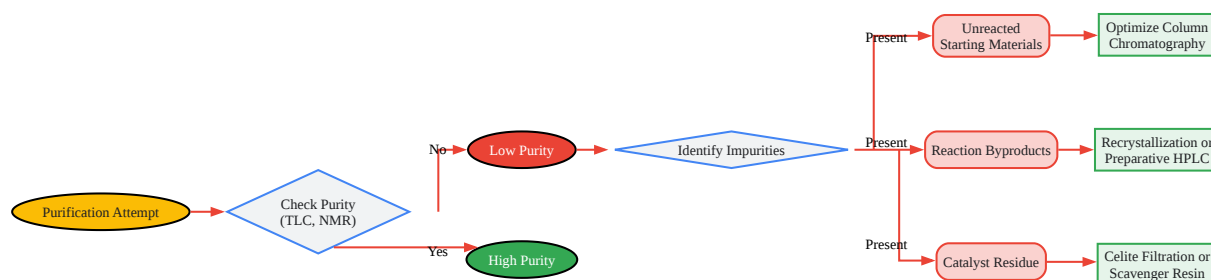 Purification Attempt
Check Purity
(TLC, NMR)
No
Yes
Low Purity
High Purity
Identify Impurities
Present
Present
Present
Unreacted
Starting Materials
Reaction Byproducts
Catalyst Residue
Optimize Column
Chromatography
Recrystallization or
Preparative HPLC
Celite Filtration or
Scavenger Resin